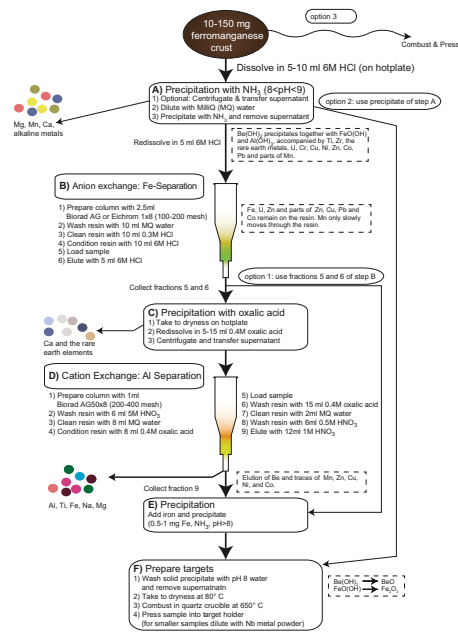 option 3
10-150 mg
ferromanganese
crust
Combust & Press
Dissolve in 5-10 ml 6M HCl (on hotplate)
A) Precipitation with NH3 (8<pH<9)
1) Optional: Centrifugate & transfer supernatant
2) Dilute with MilliQ (MQ) water
3) Precipitate with NH3 and remove supernatant
option 2: use precipitate of step A
Mg, Mn, Ca,
alkaline metals
Redissolve in 5 ml 6M HCl
Be(OH)2 precipitates together with FeO(OH)
and Al(OH)3, accompanied by Ti, Zr, the
rare earth metals, U, Cr, Cu, Ni, Zn, Co,
Pb and parts of Mn.
B) Anion exchange: Fe-Separation
1) Prepare column with 2.5ml
Biorad AG or Eichrom 1x8 (100-200 mesh)
2) Wash resin with 10 ml MQ water
3) Clean resin with 10 ml 0.3M HCl
4) Condition resin with 10 ml 6M HCl
5) Load sample
6) Elute with 5 ml 6M HCl
Fe, U, Zn and parts of Zn, Cu, Pb and
Co remain on the resin. Mn only slowly
moves through the resin.
option 1: use fractions 5 and 6 of step B
Collect fractions 5 and 6
C) Precipitation with oxalic acid
1) Take to dryness on hotplate
2) Redissolve in 5-15 ml 0.4M oxalic acid
3) Centrifugate and transfer supernatant
Ca and the rare
earth elements
D) Cation Exchange: Al Separation
1) Prepare column with 1ml
Biorad AG50x8 (200-400 mesh)
2) Wash resin with 6 ml 5M HNO3
3) Clean resin with 8 ml MQ water
4) Condition resin with 8 ml 0.4M oxalic acid
5) Load sample
6) Wash resin with 15 ml 0.4M oxalic acid
7) Clean resin with 2ml MQ water
8) Wash resin with 6ml 0.5M HNO3
9) Elute with 12ml 1M HNO3
Elution of Be and traces of Mn, Zn, Cu,
Ni, and Co.
Collect fraction 9
Al, Ti, Fe, Na, Mg
E) Precipitation
Add iron and precipitate
(0.5-1 mg Fe, NH3, pH>8)
F) Prepare targets
1) Wash solid precipitate with pH 8 water
and remove supernatatn
2) Take to dryness at 80° C
3) Combust in quartz crucible at 650° C
4) Press sample into target holder
(for smaller samples dilute with Nb metal powder)
Be(OH)2 BeO
FeO(OH) Fe2O3